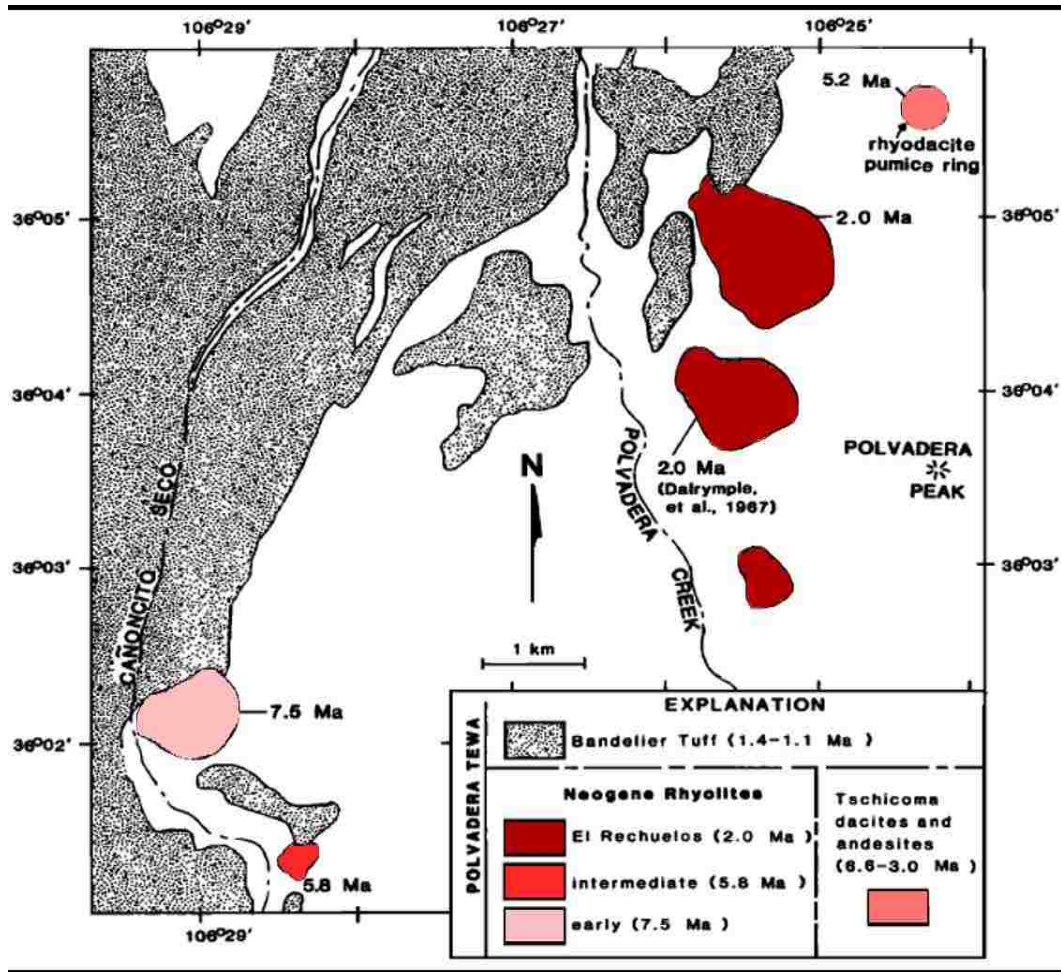 106°29'
106°27'
106°25'
5.2 Ma
rhyodacite
pumice ring
36°05'
36°05'
2.0 Ma
36°04'
36°04'
POLVADERA
PEAK
N
2.0 Ma
(Dalrymple,
et al., 1967)
CAÑONCITO SECO
POLVADERA CREEK
36°03'
36°03'
1 km
7.5 Ma
36°02'
5.8 Ma
106°29'
EXPLANATION
POLVADERA TEWA
Bandelier Tuff (1.4-1.1 Ma )
Neogene Rhyolites
El Rechuelos (2.0 Ma )
intermediate (5.8 Ma )
early (7.5 Ma )
Tschicoma
dacites and
andesites
(6.6-3.0 Ma )